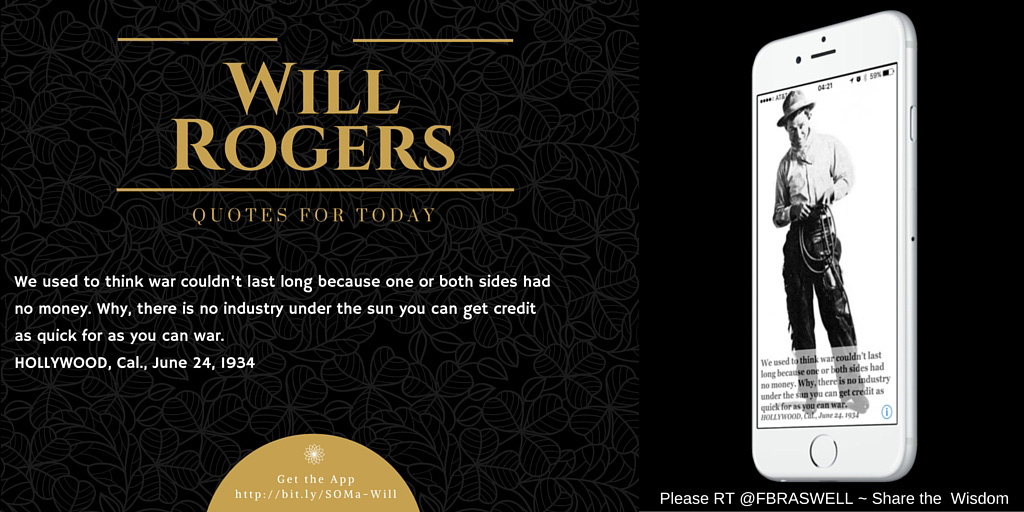 WILL
ROGERS
QUOTES FOR TODAY
We used to think war couldn't last long because one or both sides had
no money. Why, there is no industry under the sun you can get credit
as quick for as you can war.
HOLLYWOOD, Cal., June 24, 1934
Get the App
http://bit.ly/SOMa-Will
AT&T
04:21
59%
We used to think war couldn't last
long because one or both sides had
no money. Why, there is no industry
under the sun you can get credit as
quick for as you can war.
HOLLYWOOD, Cal., June 24, 1934
Please RT @FBRASWELL ~ Share the Wisdom